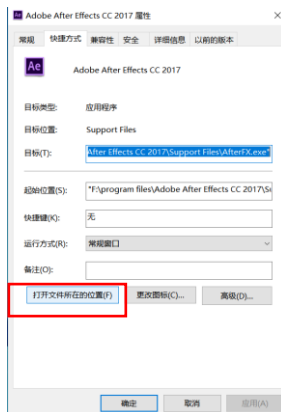 Adobe After Effects CC 2017 属性
常规 快捷方式 兼容性 安全 详细信息 以前的版本
Ae Adobe After Effects CC 2017
目标类型: 应用程序
目标位置: Support Files
目标(T): After Effects CC 2017\Support Files\AfterFX.exe"
起始位置(S): "F:\program files\Adobe After Effects CC 2017\Su
快捷键(K): 无
运行方式(R): 常规窗口
备注(O):
打开文件所在的位置(F) 更改图标(C)... 高级(D)...
确定 取消 应用(A)